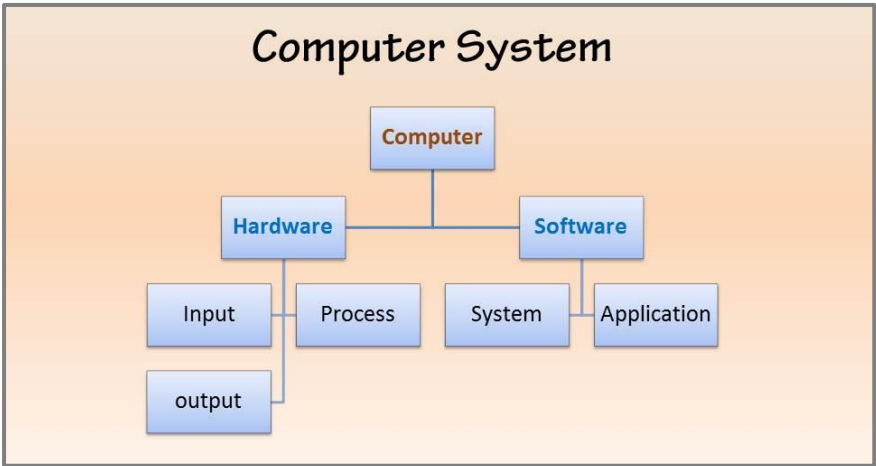 Computer System
Computer
Hardware
Software
Input
Process
System
Application
output